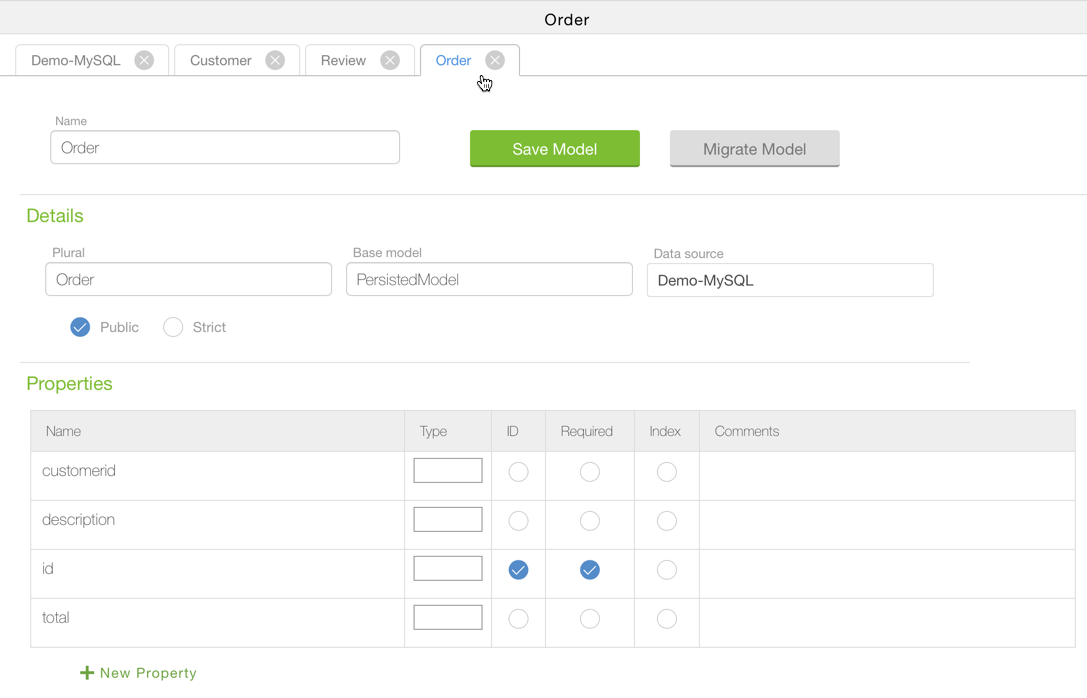 Order
Demo-MySQL Customer Review Order
Name
Order
Save Model Migrate Model
Details
Plural Base model Data source
Order PersistedModel Demo-MySQL
Public Strict
Properties
Name Type ID Required Index Comments
customerid
description
id
total
New Property